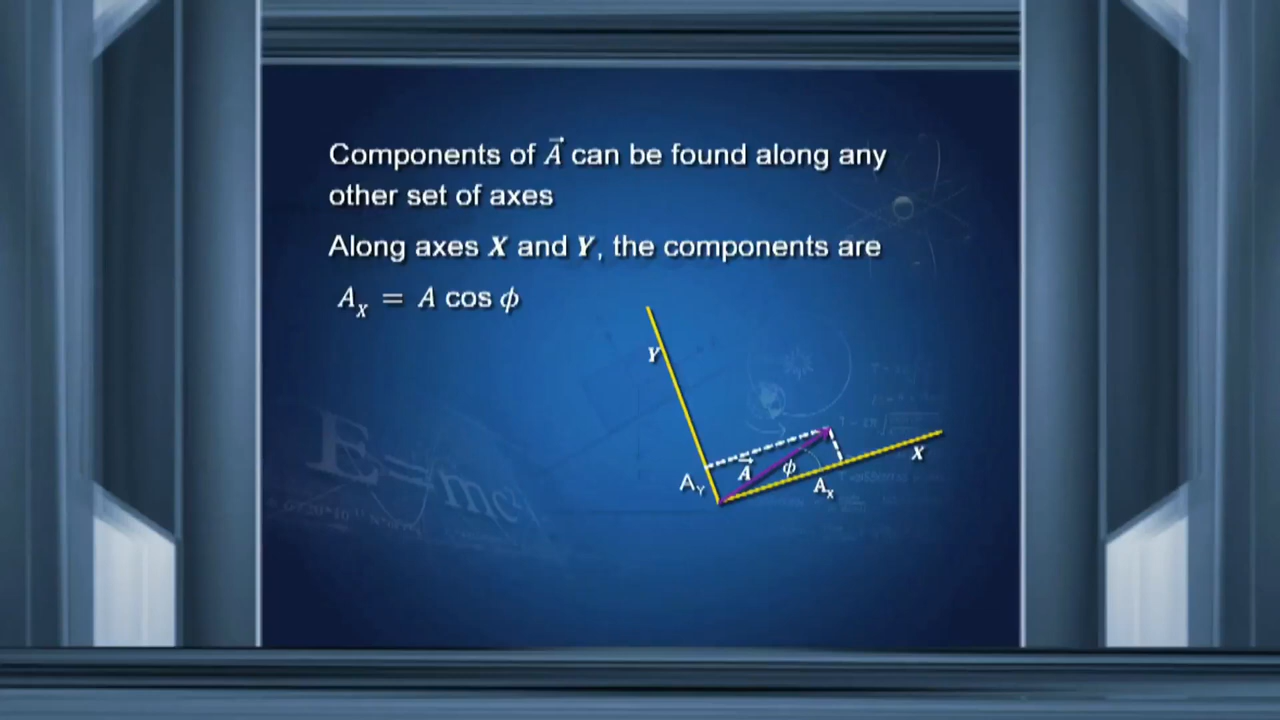 Components of A⃗ can be found along any
other set of axes
Along axes X and Y, the components are
A_X = A cos ϕ
Y
A_Y
A⃗
ϕ
A_X
X
E=mc²